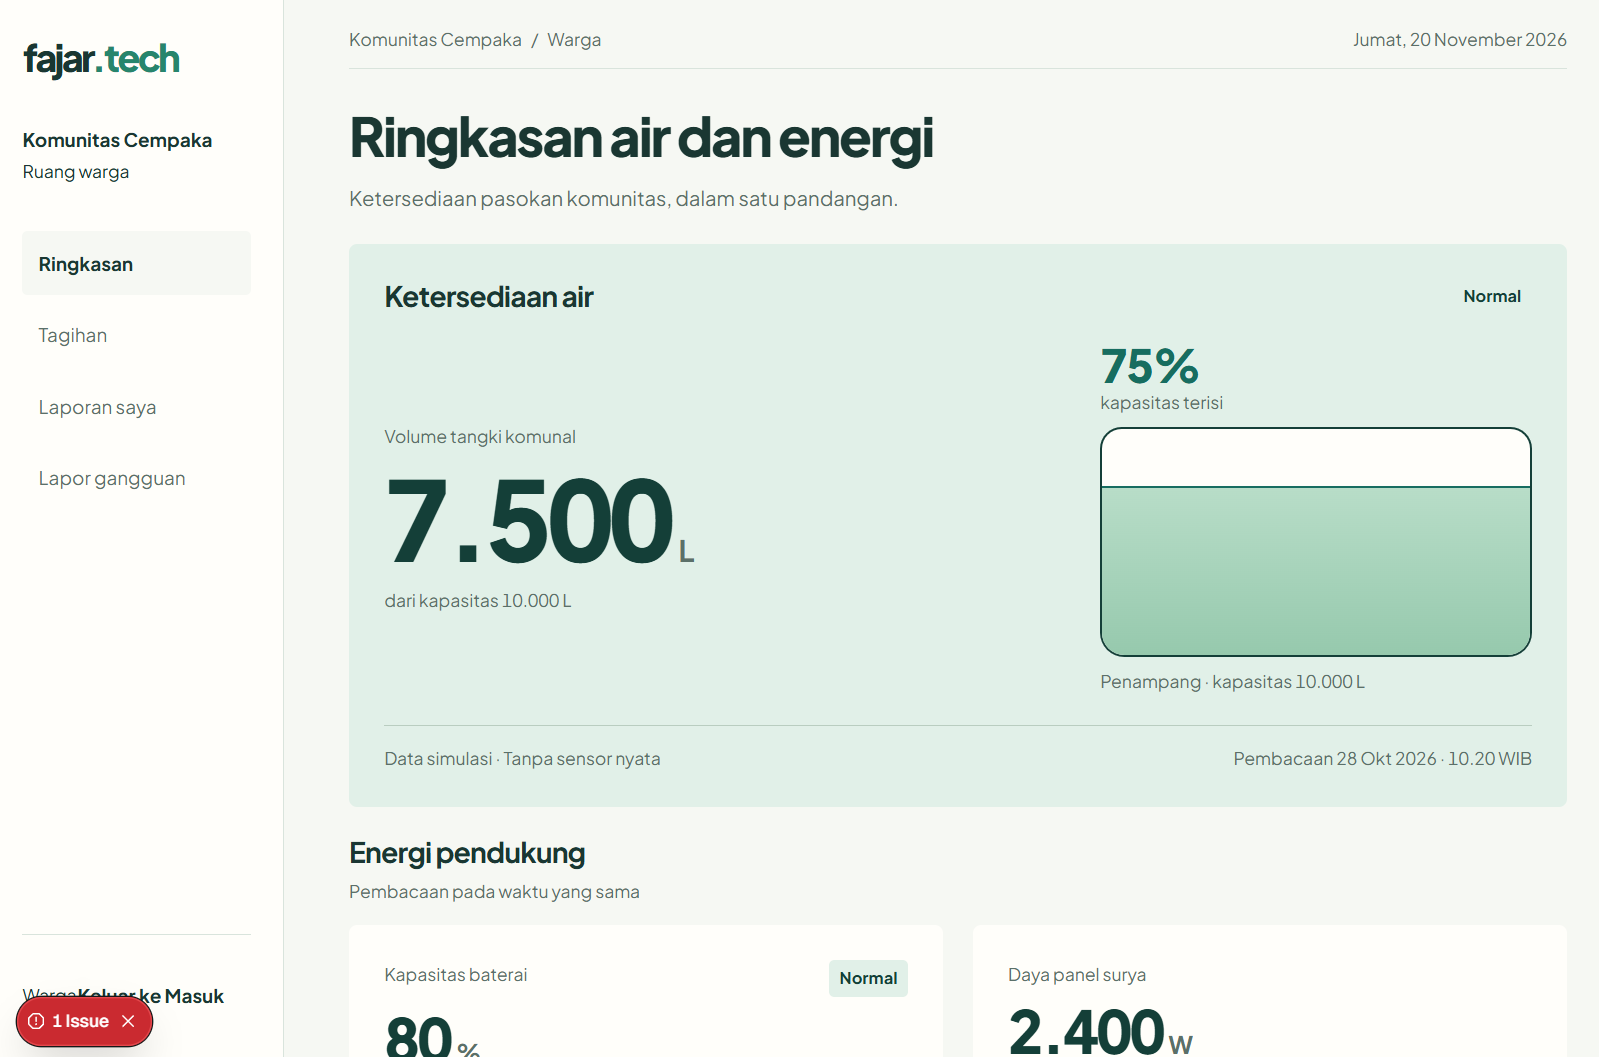 fajar.tech
Komunitas Cempaka
Ruang warga
Ringkasan
Tagihan
Laporan saya
Lapor gangguan
Warga Keluar ke Masuk
1 Issue
Komunitas Cempaka / Warga
Jumat, 20 November 2026
Ringkasan air dan energi
Ketersediaan pasokan komunitas, dalam satu pandangan.
Ketersediaan air
Normal
Volume tangki komunal
7.500 L
dari kapasitas 10.000 L
75%
kapasitas terisi
Penampang · kapasitas 10.000 L
Data simulasi · Tanpa sensor nyata
Pembacaan 28 Okt 2026 · 10.20 WIB
Energi pendukung
Pembacaan pada waktu yang sama
Kapasitas baterai
Normal
80 %
Daya panel surya
2.400 W